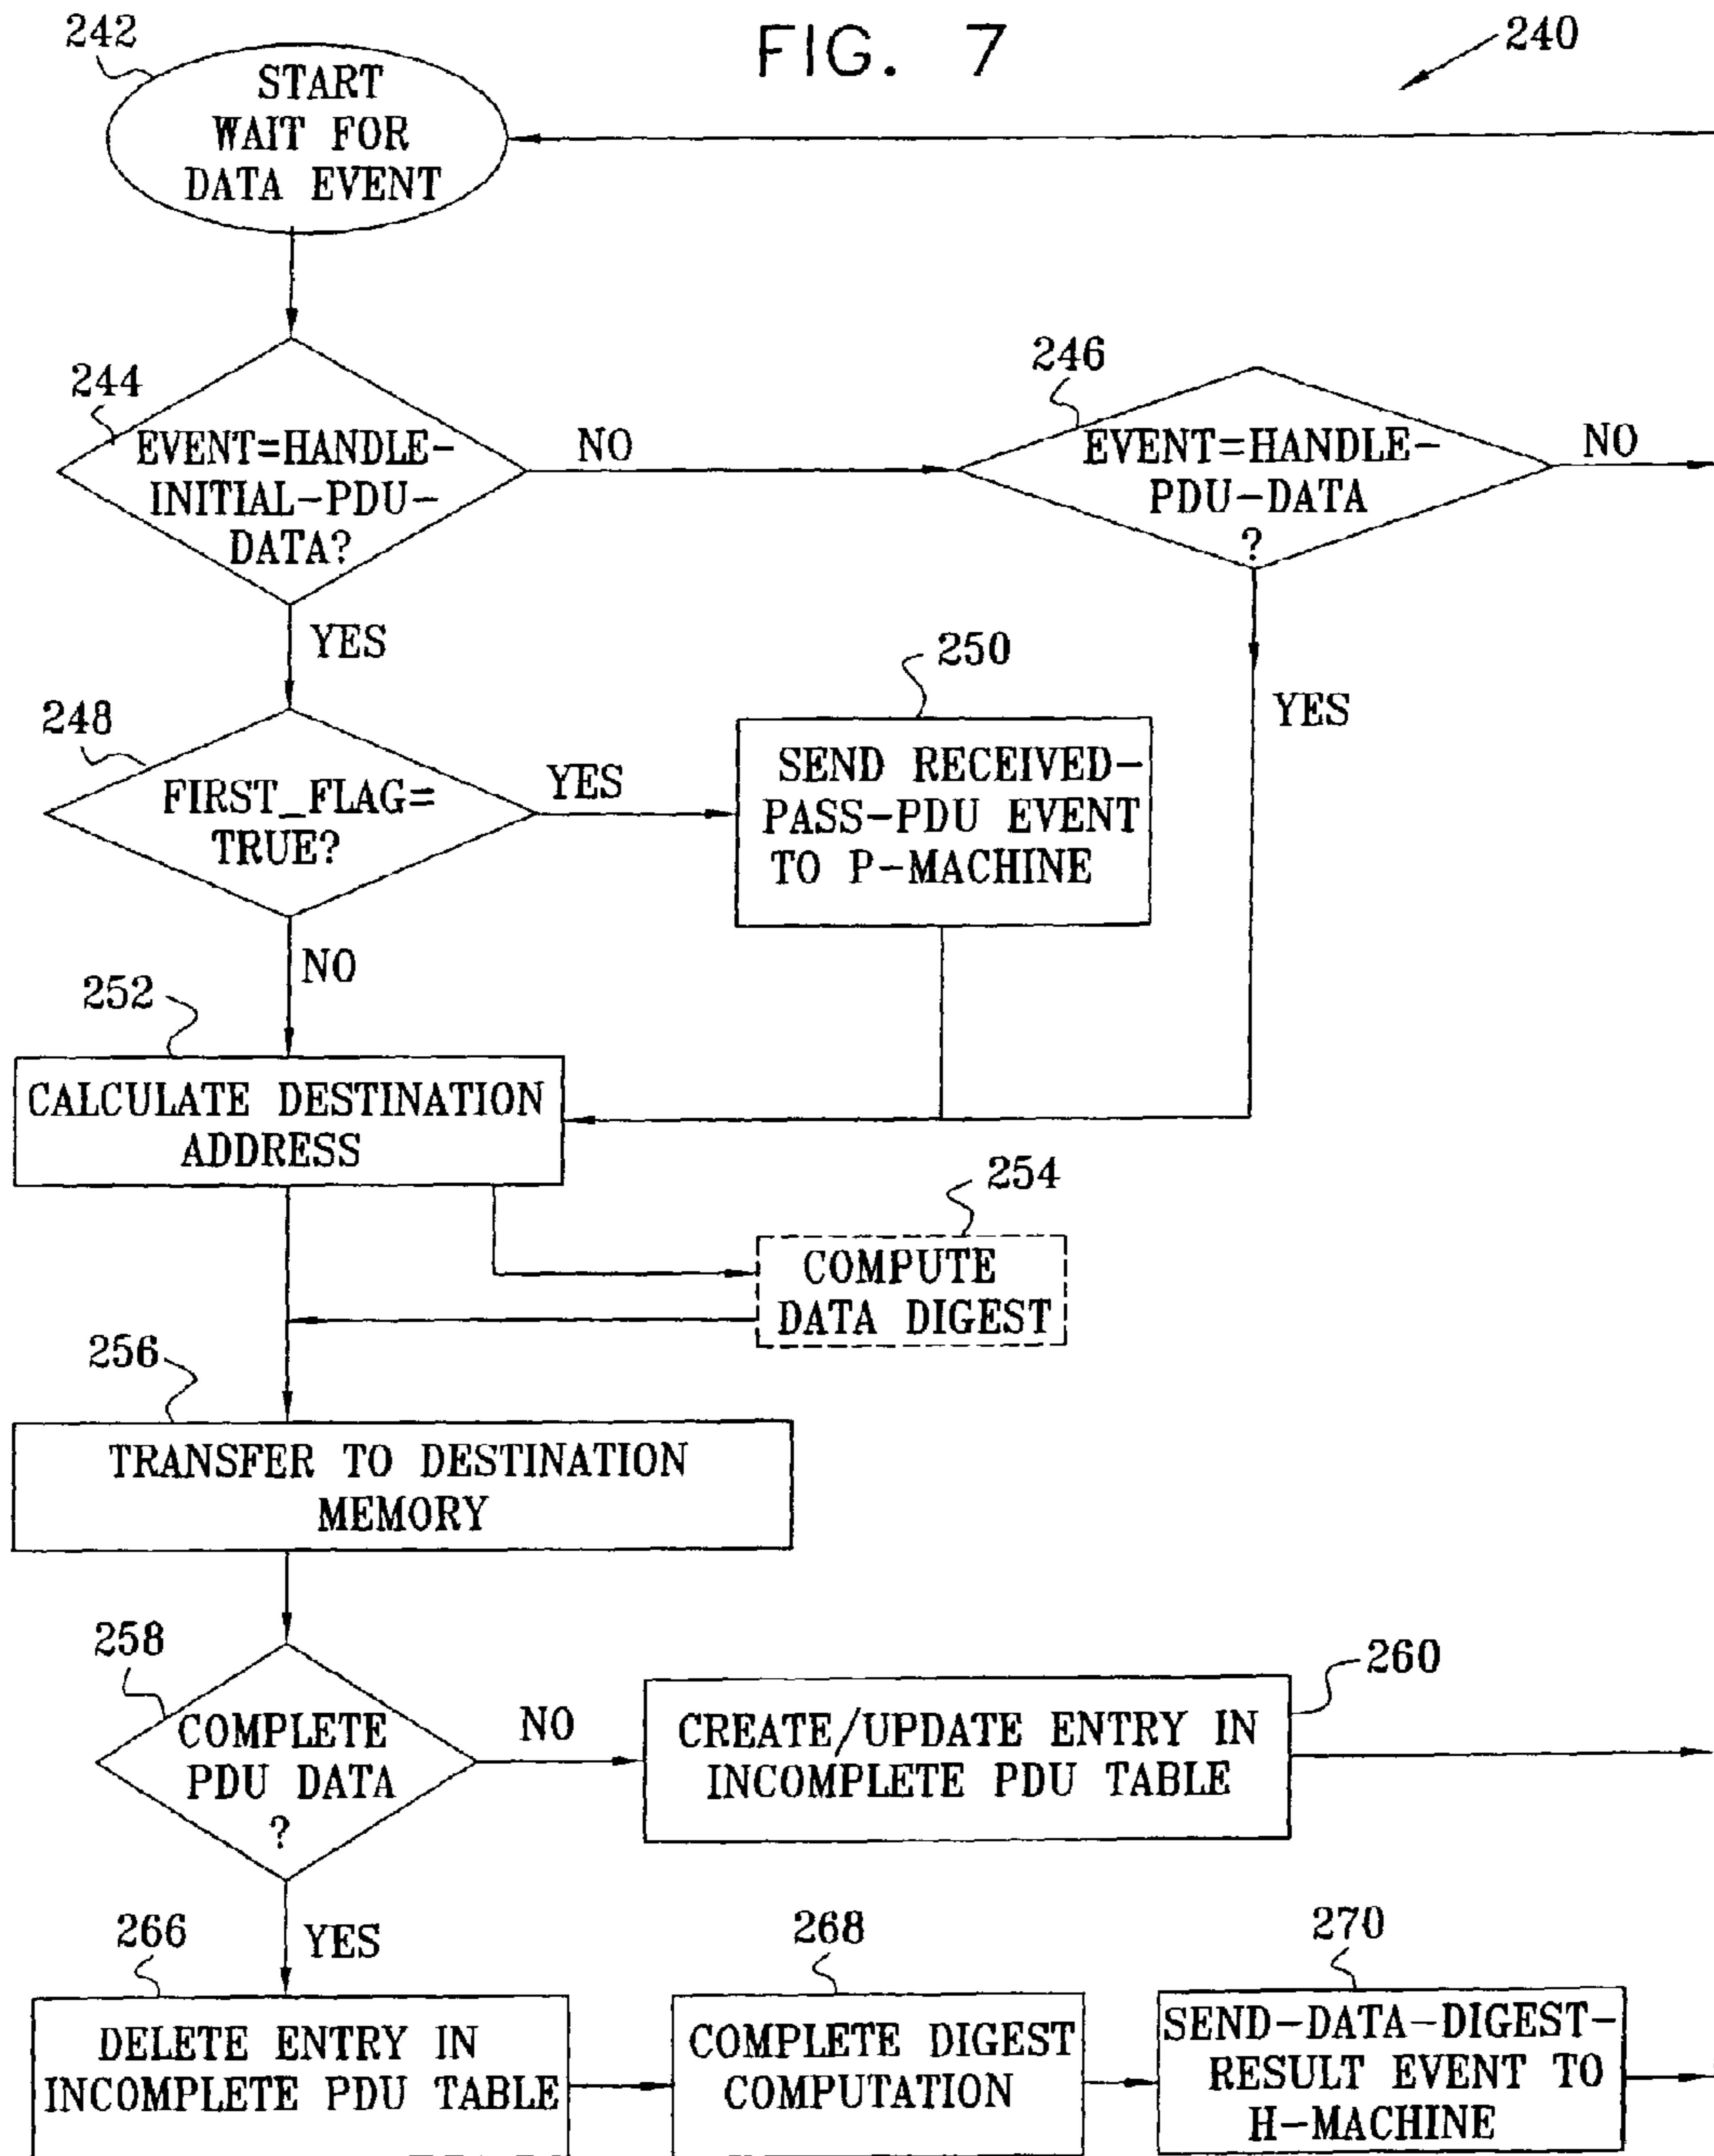 FIG. 7
240
242
START
WAIT FOR
DATA EVENT
244
EVENT=HANDLE-
INITIAL-PDU-
DATA?
NO
246
EVENT=HANDLE-
PDU-DATA
?
NO
YES
YES
248
FIRST_FLAG=
TRUE?
YES
250
SEND RECEIVED-
PASS-PDU EVENT
TO P-MACHINE
NO
252
CALCULATE DESTINATION
ADDRESS
254
COMPUTE
DATA DIGEST
256
TRANSFER TO DESTINATION
MEMORY
258
COMPLETE
PDU DATA
?
NO
260
CREATE/UPDATE ENTRY IN
INCOMPLETE PDU TABLE
YES
266
DELETE ENTRY IN
INCOMPLETE PDU TABLE
268
COMPLETE DIGEST
COMPUTATION
270
SEND-DATA-DIGEST-
RESULT EVENT TO
H-MACHINE